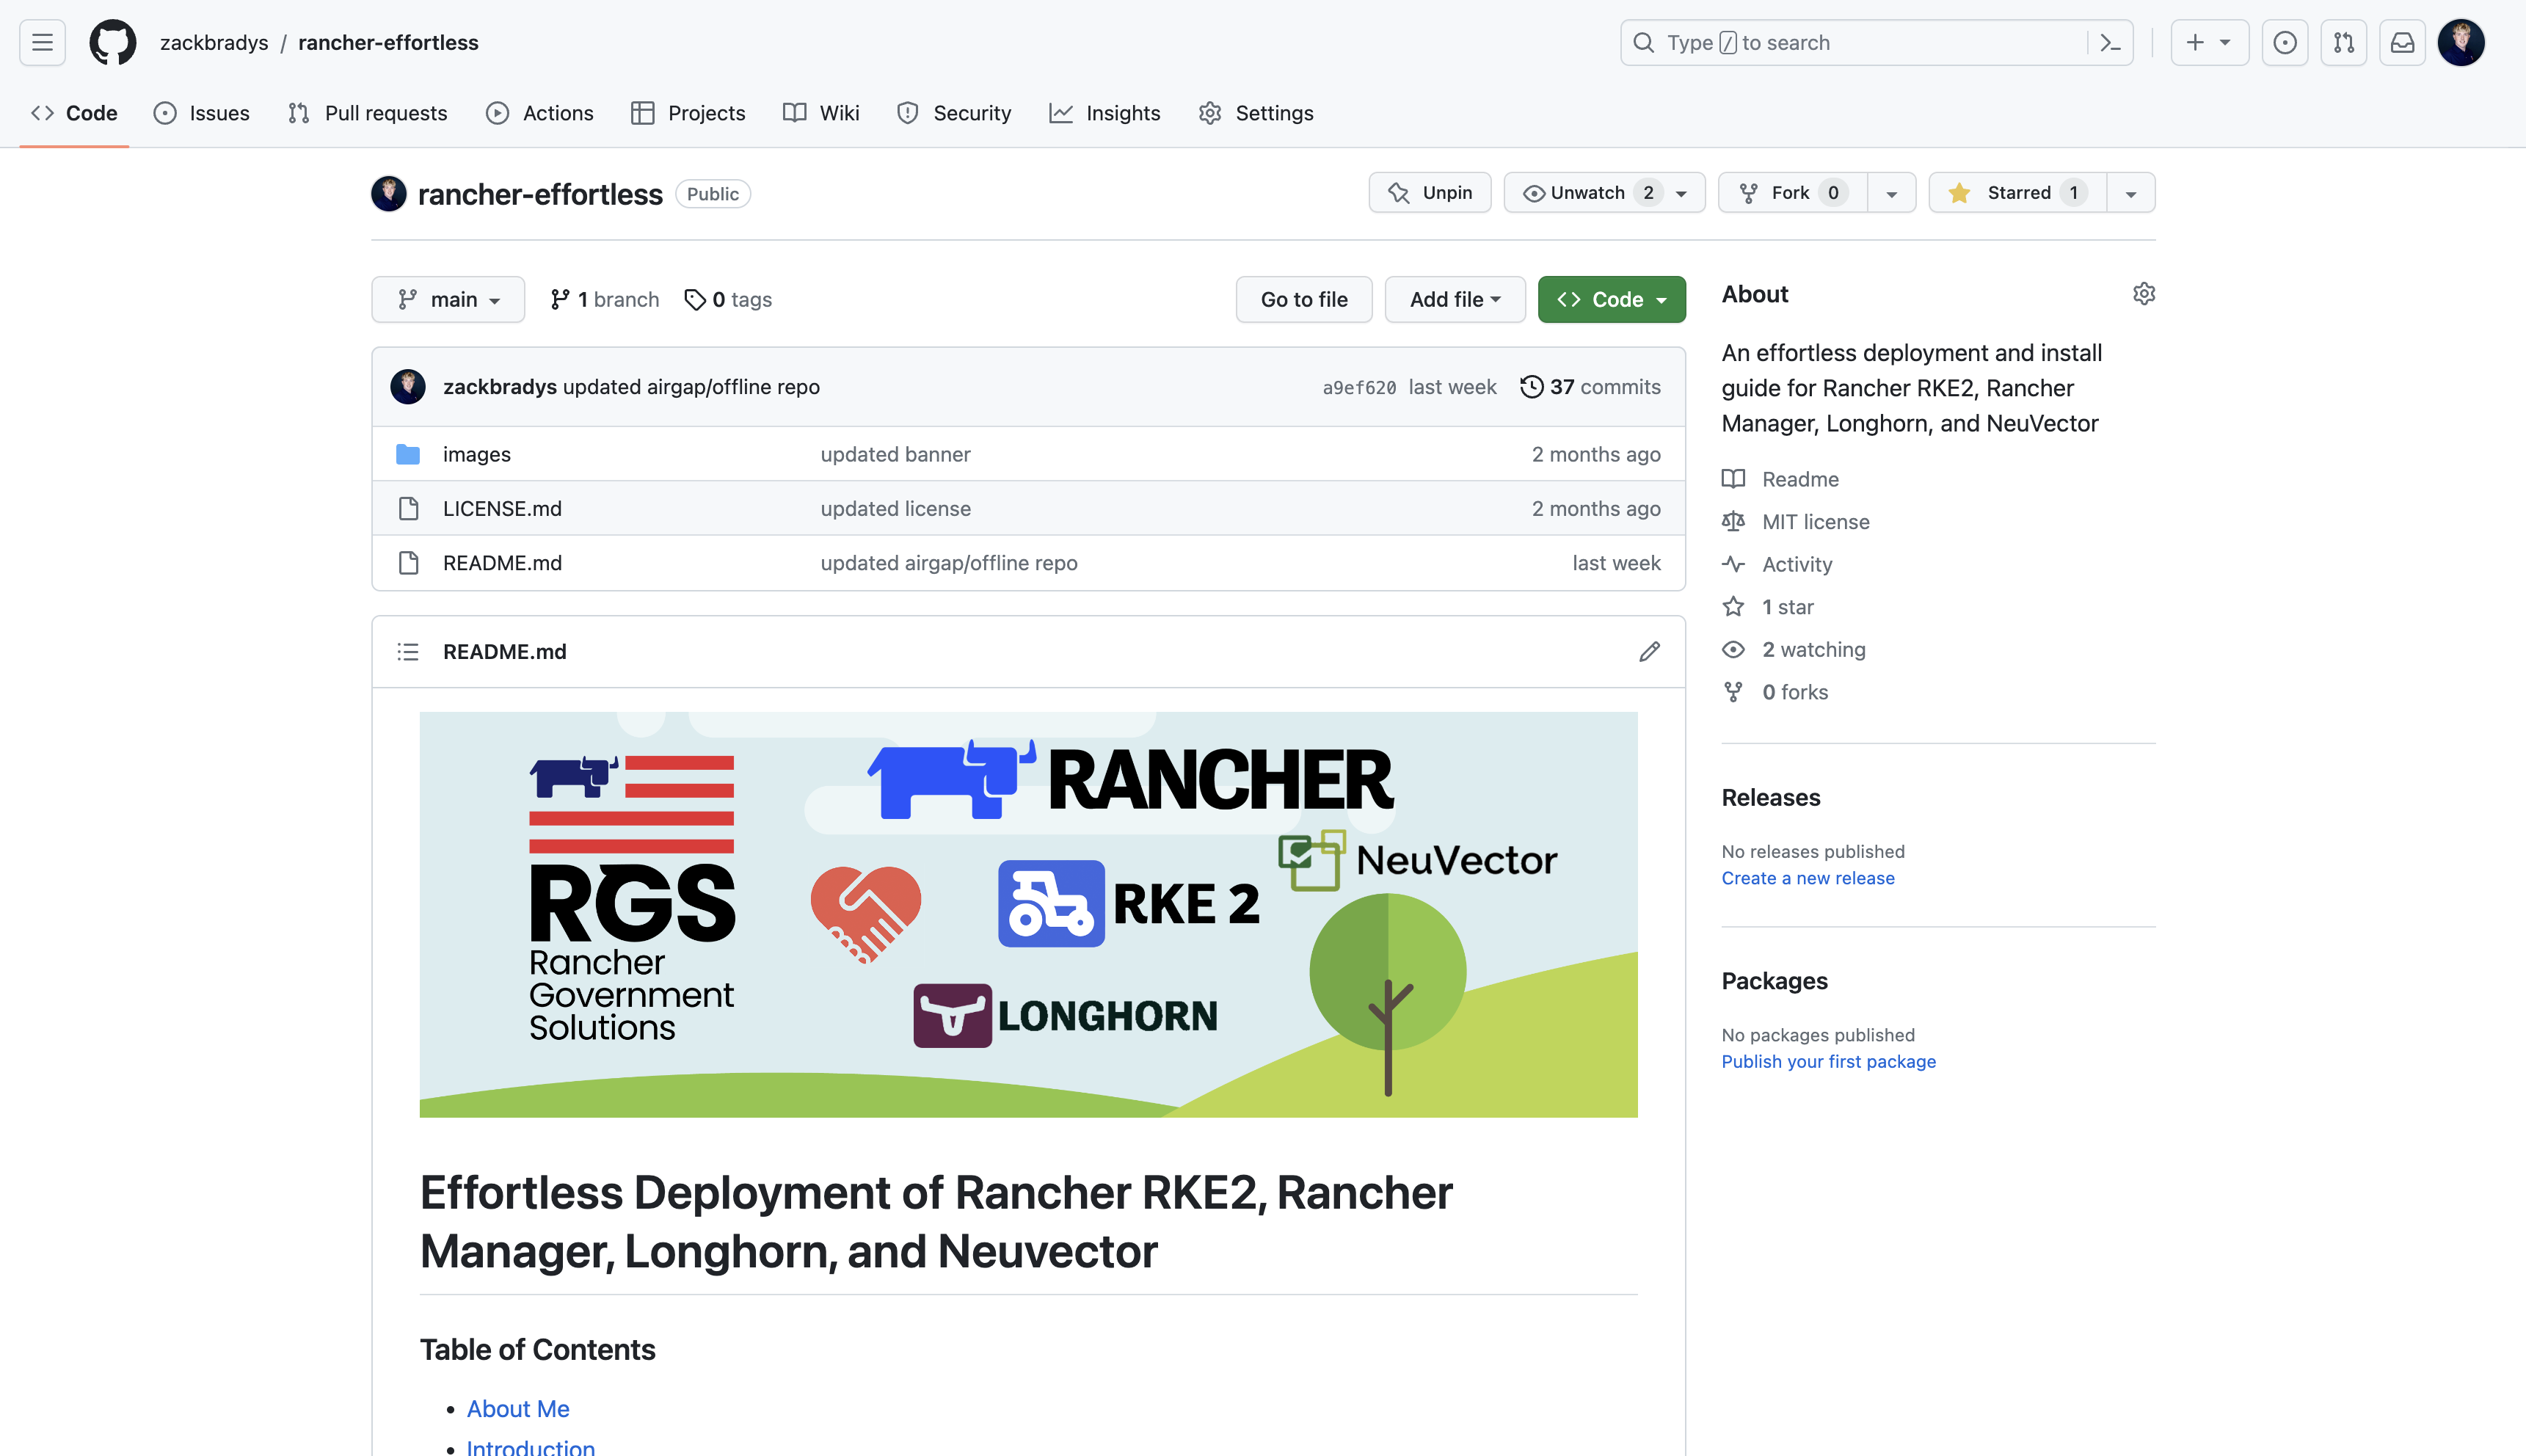 zackbradys / rancher-effortless
Type / to search
Code
Issues
Pull requests
Actions
Projects
Wiki
Security
Insights
Settings
rancher-effortless Public
Unpin
Unwatch 2
Fork 0
Starred 1
main
1 branch
0 tags
Go to file
Add file
Code
zackbradys updated airgap/offline repo a9ef620 last week 37 commits
images updated banner 2 months ago
LICENSE.md updated license 2 months ago
README.md updated airgap/offline repo last week
README.md
RGS
Rancher
Government
Solutions
RANCHER
NeuVector
RKE 2
LONGHORN
Effortless Deployment of Rancher RKE2, Rancher
Manager, Longhorn, and Neuvector
Table of Contents
About Me
Introduction
About
An effortless deployment and install
guide for Rancher RKE2, Rancher
Manager, Longhorn, and NeuVector
Readme
MIT license
Activity
1 star
2 watching
0 forks
Releases
No releases published
Create a new release
Packages
No packages published
Publish your first package